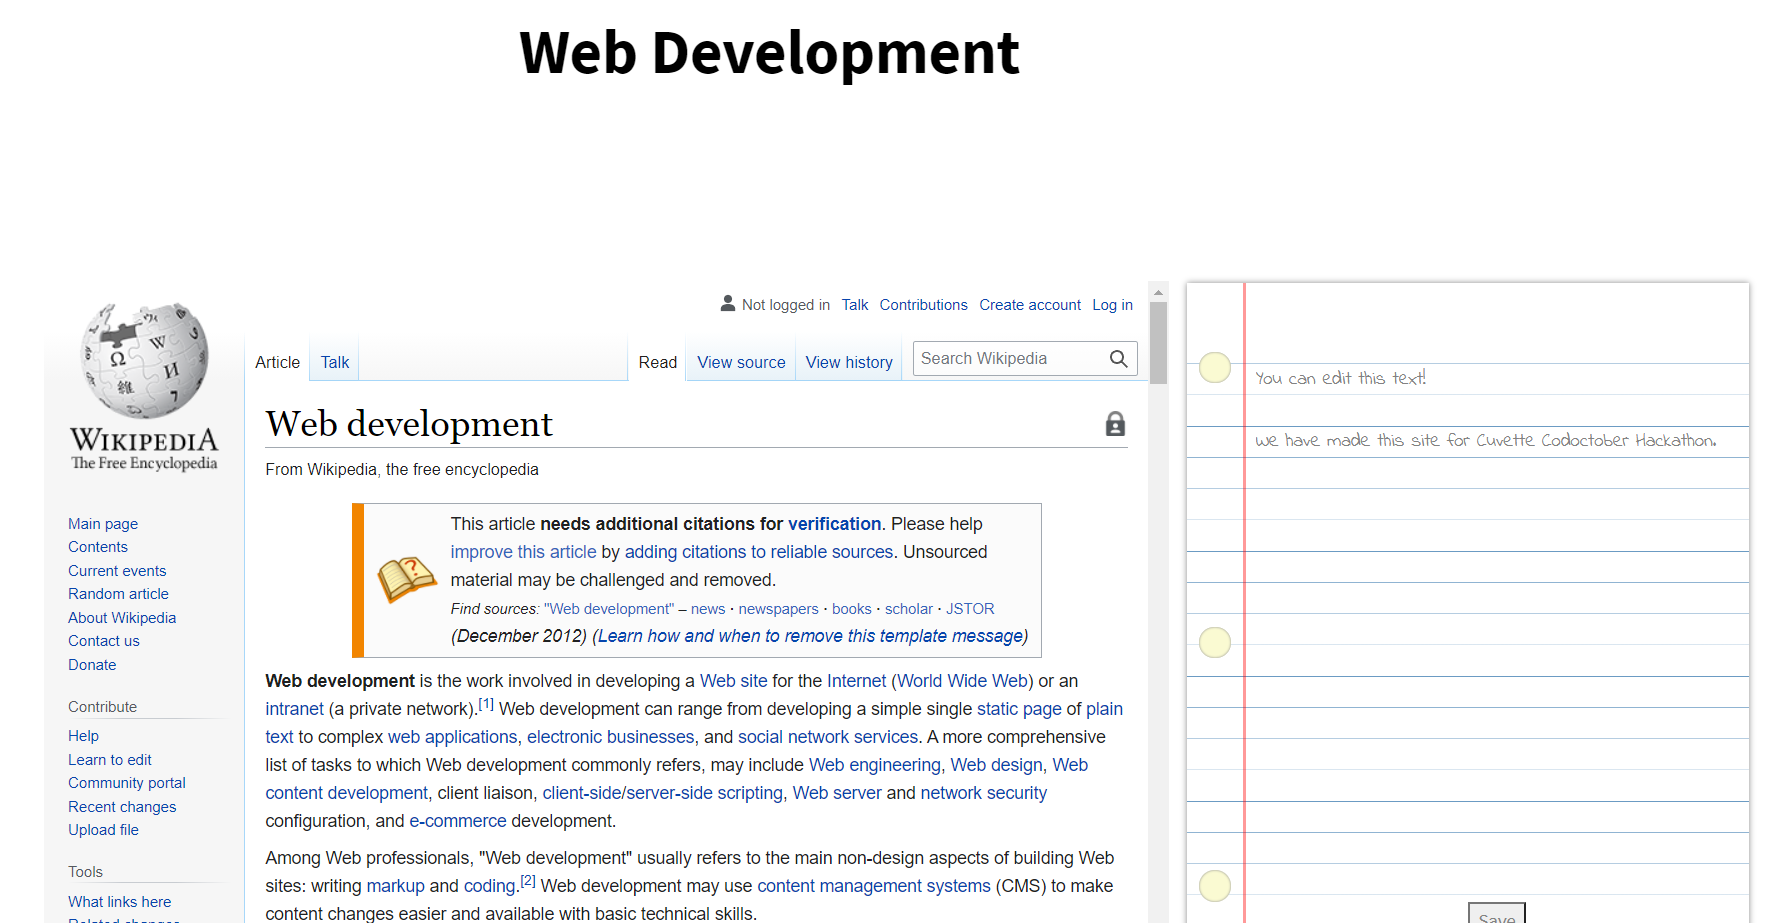 Web Development
Not logged in Talk Contributions Create account Log in
Article Talk Read View source View history Search Wikipedia
WIKIPEDIA
The Free Encyclopedia
Main page
Contents
Current events
Random article
About Wikipedia
Contact us
Donate
Contribute
Help
Learn to edit
Community portal
Recent changes
Upload file
Tools
What links here
Related changes
Web development
From Wikipedia, the free encyclopedia
This article needs additional citations for verification. Please help
improve this article by adding citations to reliable sources. Unsourced
material may be challenged and removed.
Find sources: "Web development" – news · newspapers · books · scholar · JSTOR
(December 2012) (Learn how and when to remove this template message)
Web development is the work involved in developing a Web site for the Internet (World Wide Web) or an
intranet (a private network).[1] Web development can range from developing a simple single static page of plain
text to complex web applications, electronic businesses, and social network services. A more comprehensive
list of tasks to which Web development commonly refers, may include Web engineering, Web design, Web
content development, client liaison, client-side/server-side scripting, Web server and network security
configuration, and e-commerce development.
Among Web professionals, "Web development" usually refers to the main non-design aspects of building Web
sites: writing markup and coding.[2] Web development may use content management systems (CMS) to make
content changes easier and available with basic technical skills.
You can edit this text!
We have made this site for Cuvette Codoctober Hackathon.
Save